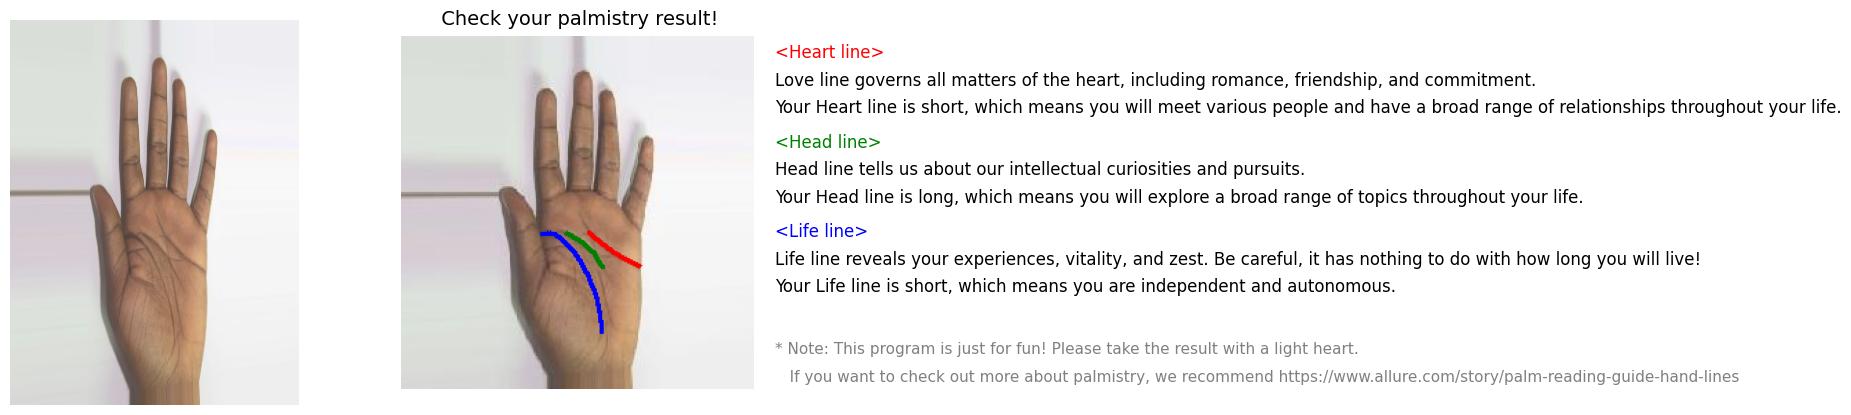 Check your palmistry result!
<Heart line>
Love line governs all matters of the heart, including romance, friendship, and commitment.
Your Heart line is short, which means you will meet various people and have a broad range of relationships throughout your life.
<Head line>
Head line tells us about our intellectual curiosities and pursuits.
Your Head line is long, which means you will explore a broad range of topics throughout your life.
<Life line>
Life line reveals your experiences, vitality, and zest. Be careful, it has nothing to do with how long you will live!
Your Life line is short, which means you are independent and autonomous.
* Note: This program is just for fun! Please take the result with a light heart.
If you want to check out more about palmistry, we recommend https://www.allure.com/story/palm-reading-guide-hand-lines